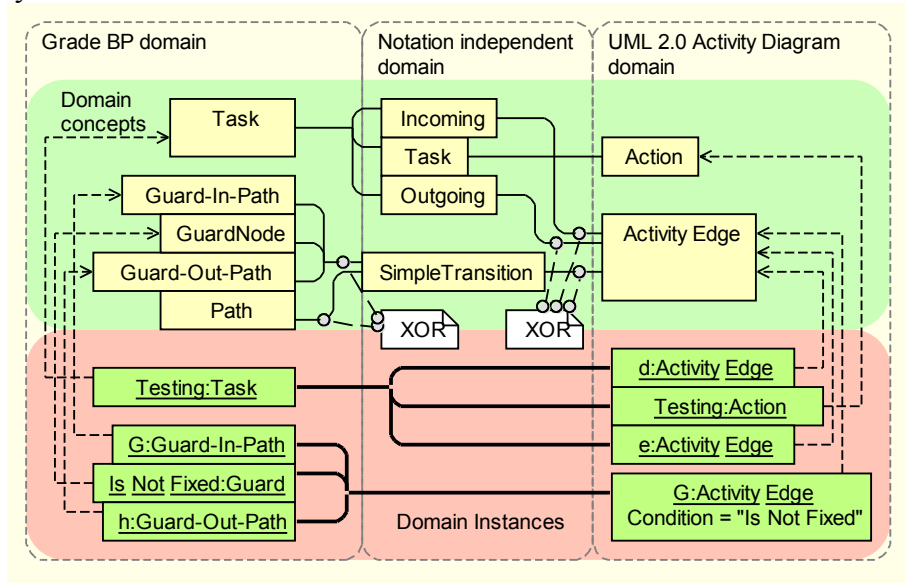 Grade BP domain
Notation independent
domain
UML 2.0 Activity Diagram
domain
Domain
concepts
Task
Incoming
Task
Outgoing
Action
Guard-In-Path
GuardNode
Guard-Out-Path
Path
SimpleTransition
Activity Edge
XOR
XOR
Testing:Task
d:Activity Edge
Testing:Action
e:Activity Edge
G:Guard-In-Path
Is Not Fixed:Guard
h:Guard-Out-Path
G:Activity Edge
Condition = "Is Not Fixed"
Domain Instances